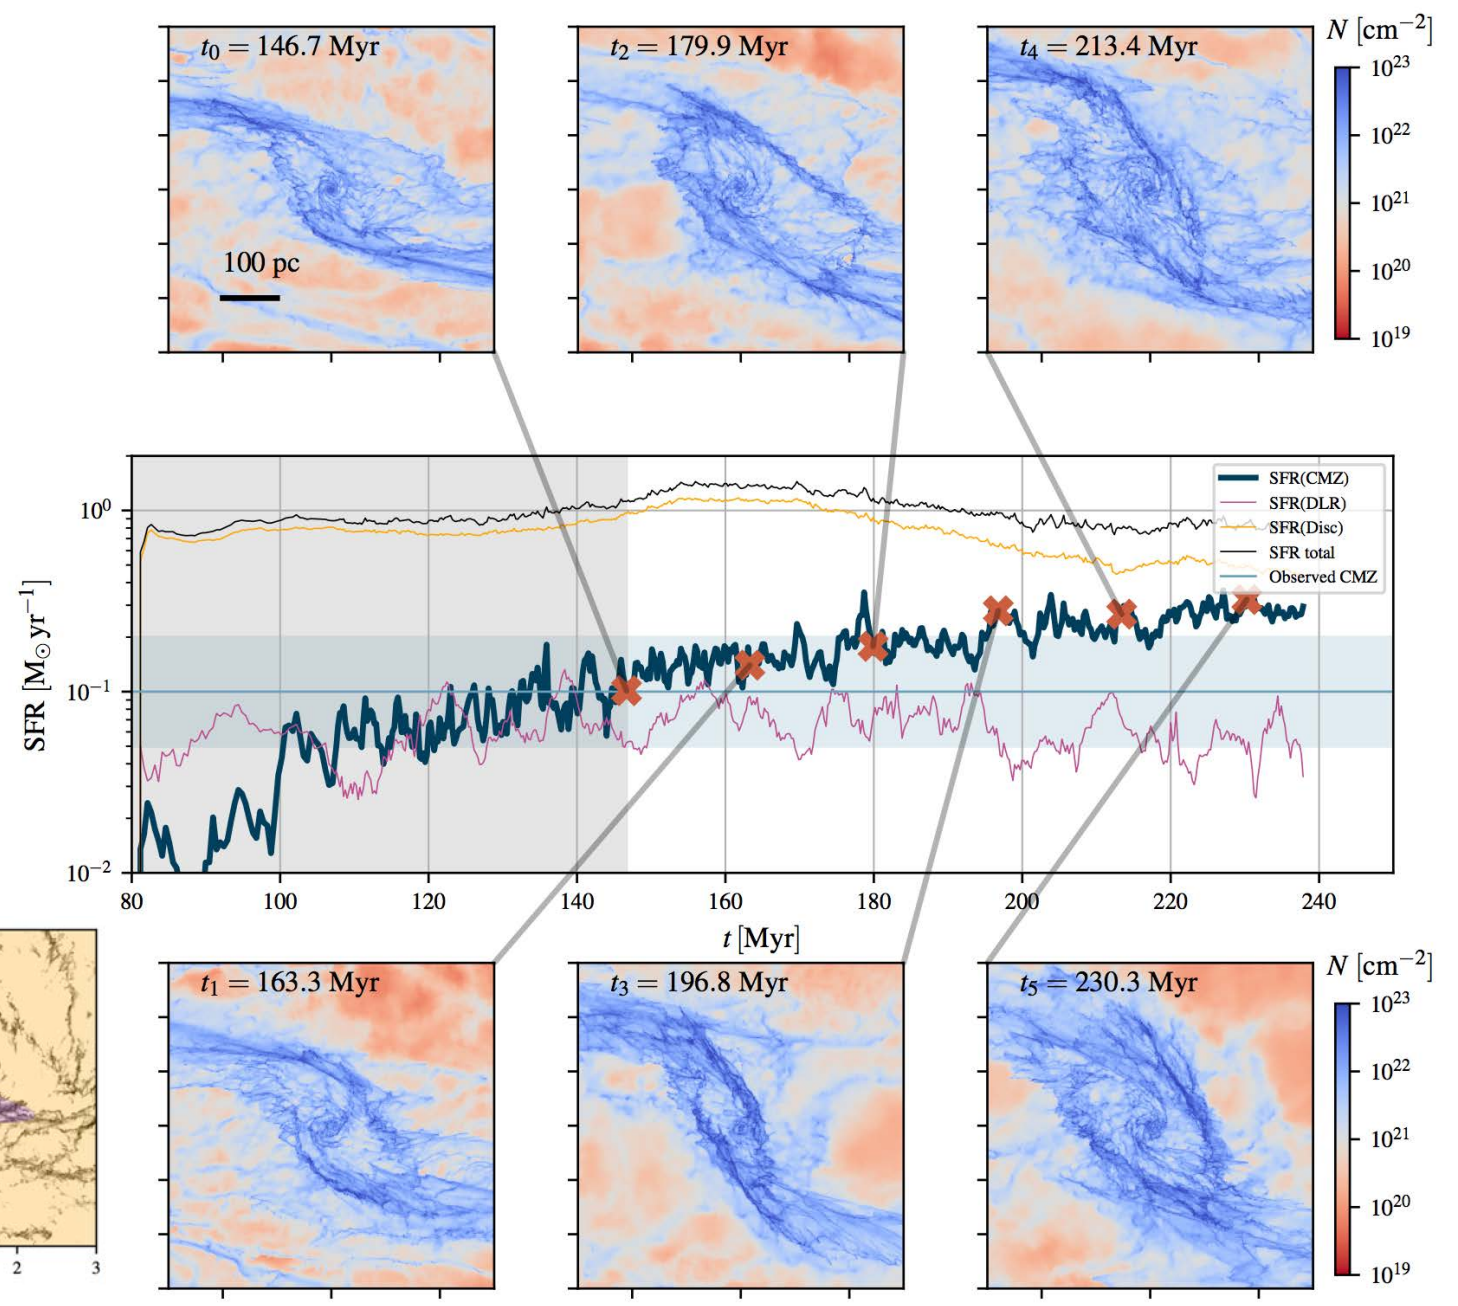 t₀ = 146.7 Myr
t₂ = 179.9 Myr
t₄ = 213.4 Myr
N [cm⁻²]
10²³
10²²
10²¹
10²⁰
10¹⁹
100 pc
SFR [M⊙ yr⁻¹]
10⁰
10⁻¹
10⁻²
SFR(CMZ)
SFR(DLR)
SFR(Disc)
SFR total
Observed CMZ
80 100 120 140 160 180 200 220 240
t [Myr]
t₁ = 163.3 Myr
t₃ = 196.8 Myr
t₅ = 230.3 Myr
N [cm⁻²]
10²³
10²²
10²¹
10²⁰
10¹⁹
2 3